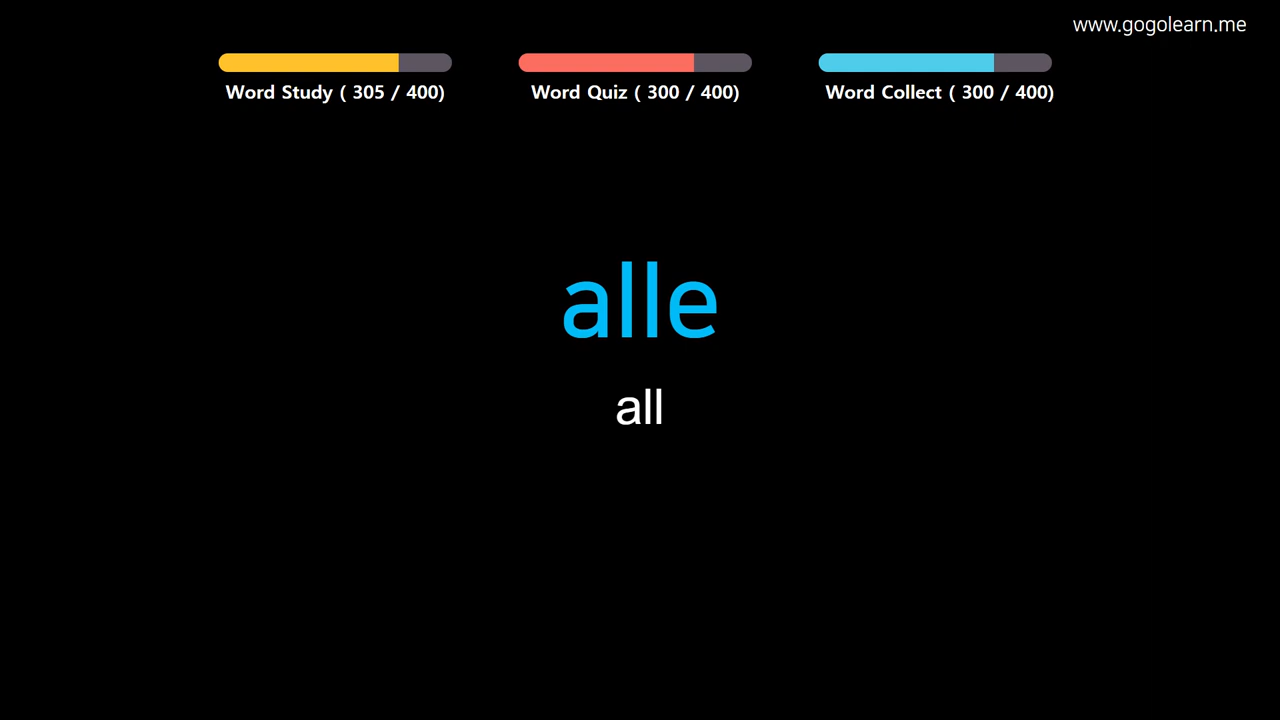 www.gogolearn.me
Word Study ( 305 / 400)
Word Quiz ( 300 / 400)
Word Collect ( 300 / 400)
alle
all